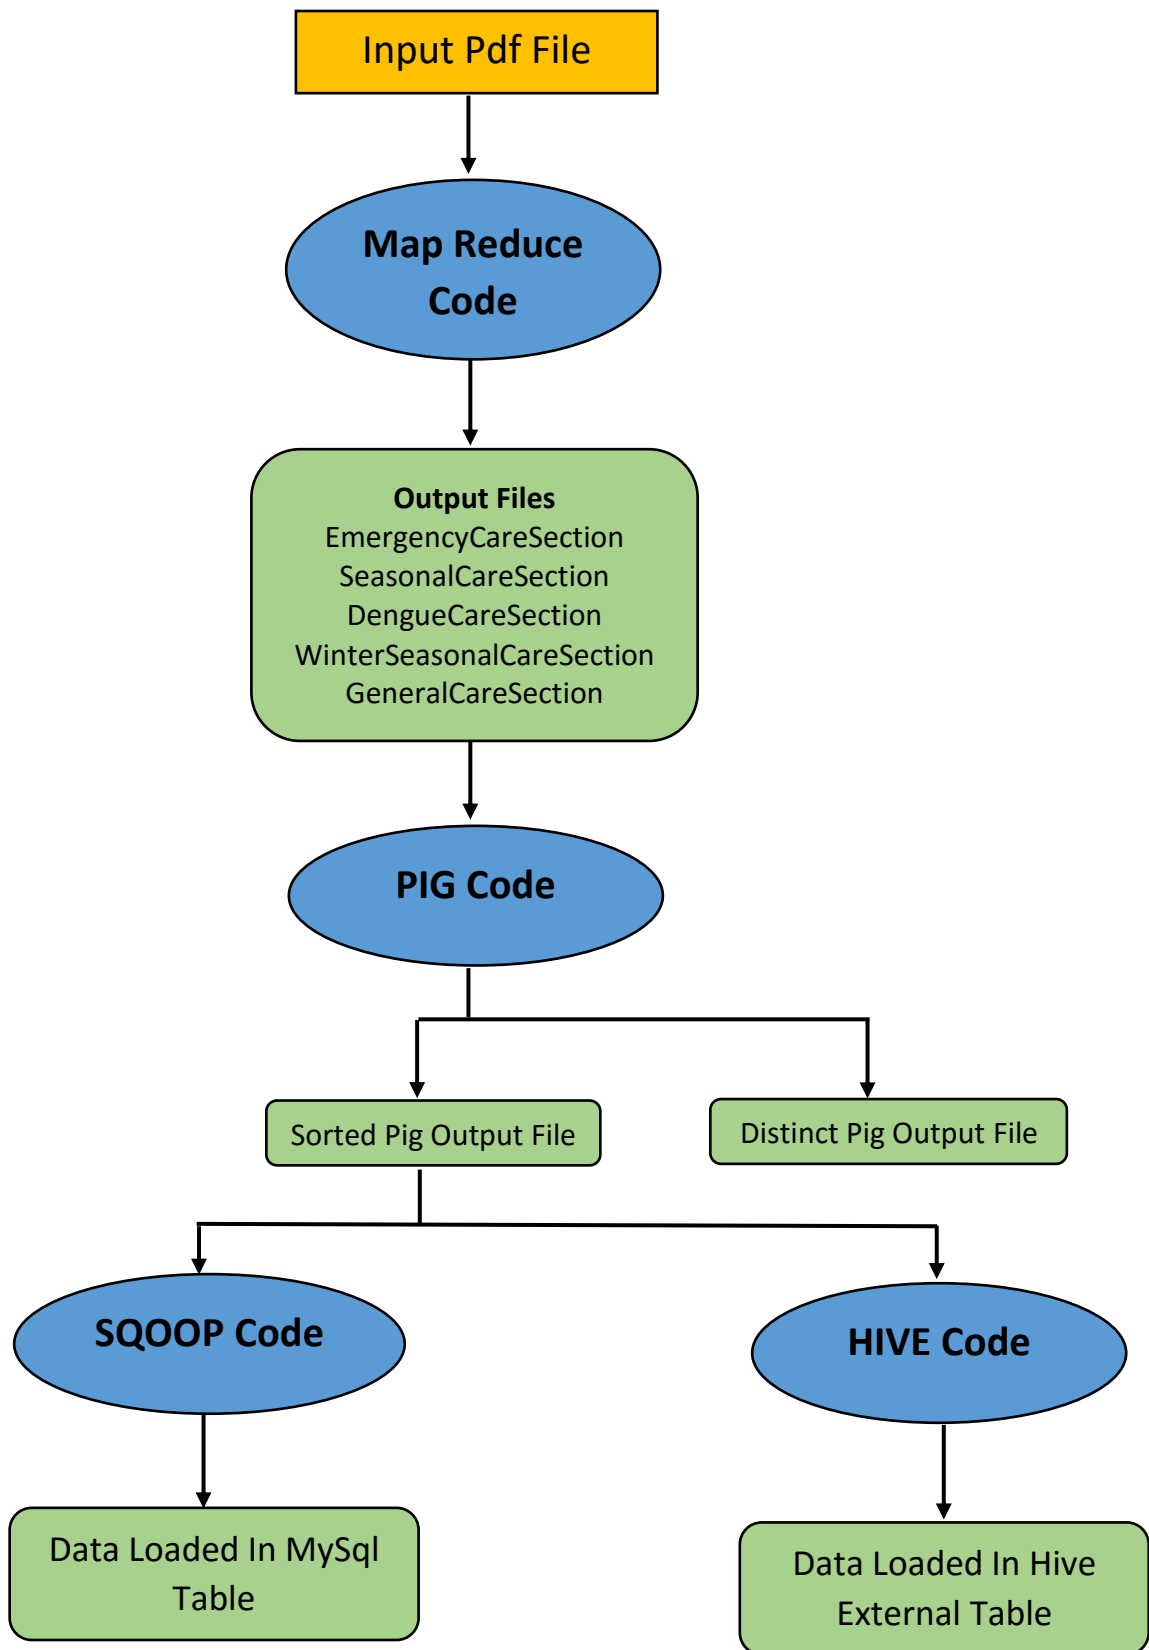 Input Pdf File
Map Reduce
Code
Output Files
EmergencyCareSection
SeasonalCareSection
DengueCareSection
WinterSeasonalCareSection
GeneralCareSection
PIG Code
Sorted Pig Output File
Distinct Pig Output File
SQOOP Code
HIVE Code
Data Loaded In MySql
Table
Data Loaded In Hive
External Table